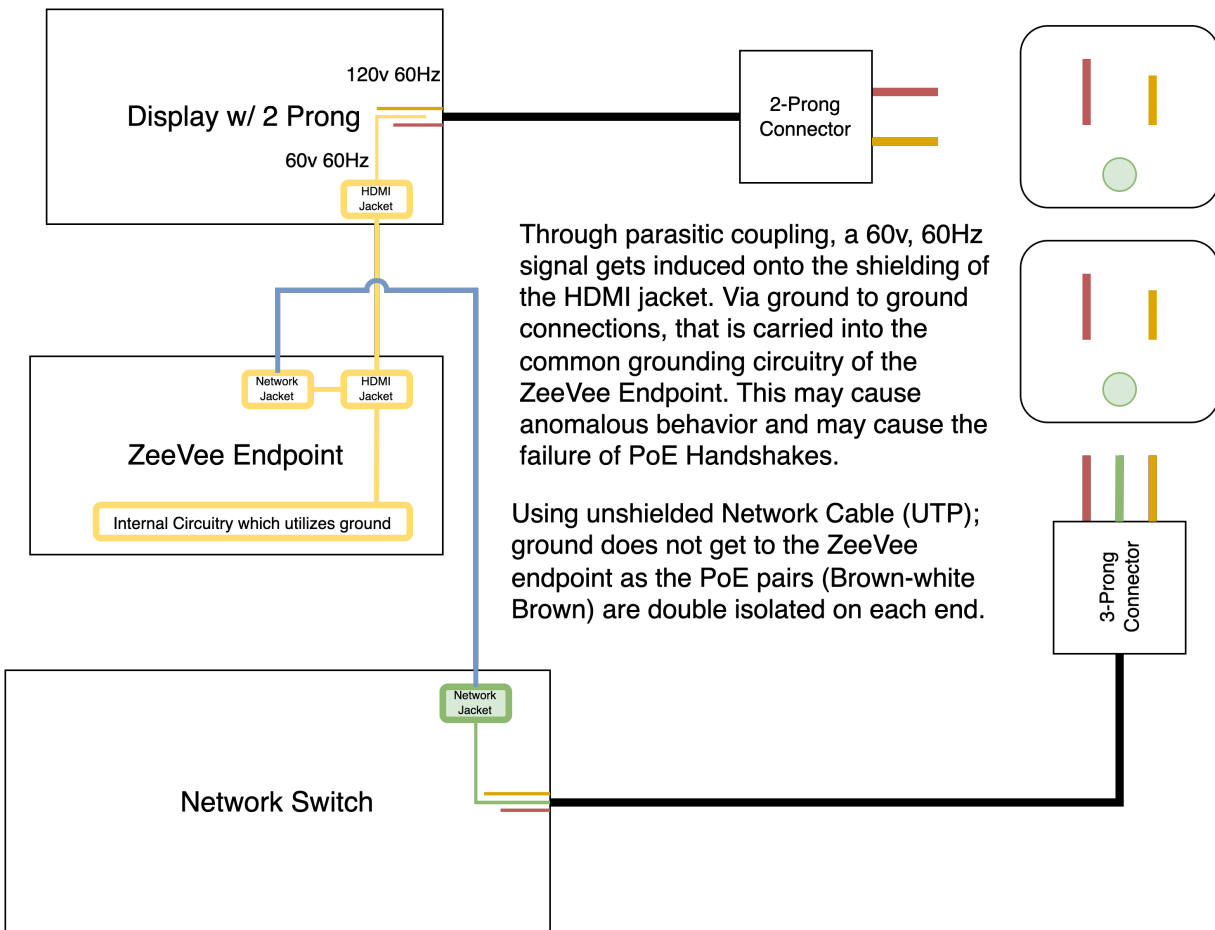 120v 60Hz
Display w/ 2 Prong
60v 60Hz
HDMI
Jacket
2-Prong
Connector
Through parasitic coupling, a 60v, 60Hz
signal gets induced onto the shielding of
the HDMI jacket. Via ground to ground
connections, that is carried into the
common grounding circuitry of the
ZeeVee Endpoint. This may cause
anomalous behavior and may cause the
failure of PoE Handshakes.
Using unshielded Network Cable (UTP);
ground does not get to the ZeeVee
endpoint as the PoE pairs (Brown-white
Brown) are double isolated on each end.
Network
Jacket
HDMI
Jacket
ZeeVee Endpoint
Internal Circuitry which utilizes ground
3-Prong
Connector
Network
Jacket
Network Switch